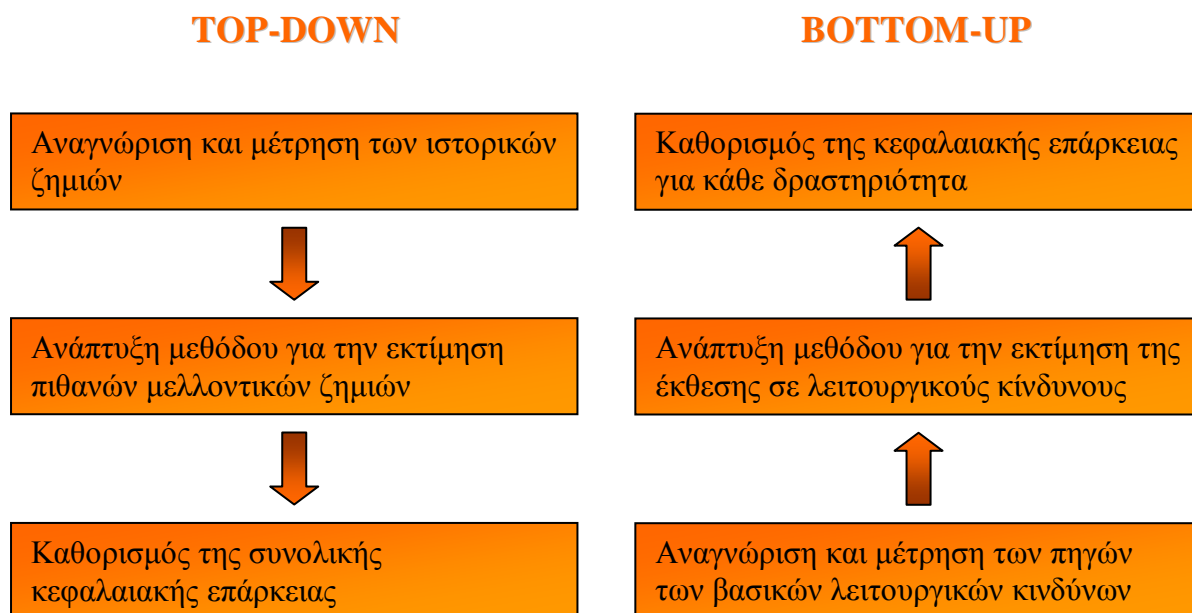 TOP-DOWN
Αναγνώριση και μέτρηση των ιστορικών
ζημιών
Ανάπτυξη μεθόδου για την εκτίμηση
πιθανών μελλοντικών ζημιών
Καθορισμός της συνολικής
κεφαλαιακής επάρκειας
BOTTOM-UP
Καθορισμός της κεφαλαιακής επάρκειας
για κάθε δραστηριότητα
Ανάπτυξη μεθόδου για την εκτίμηση της
έκθεσης σε λειτουργικούς κίνδυνους
Αναγνώριση και μέτρηση των πηγών
των βασικών λειτουργικών κινδύνων